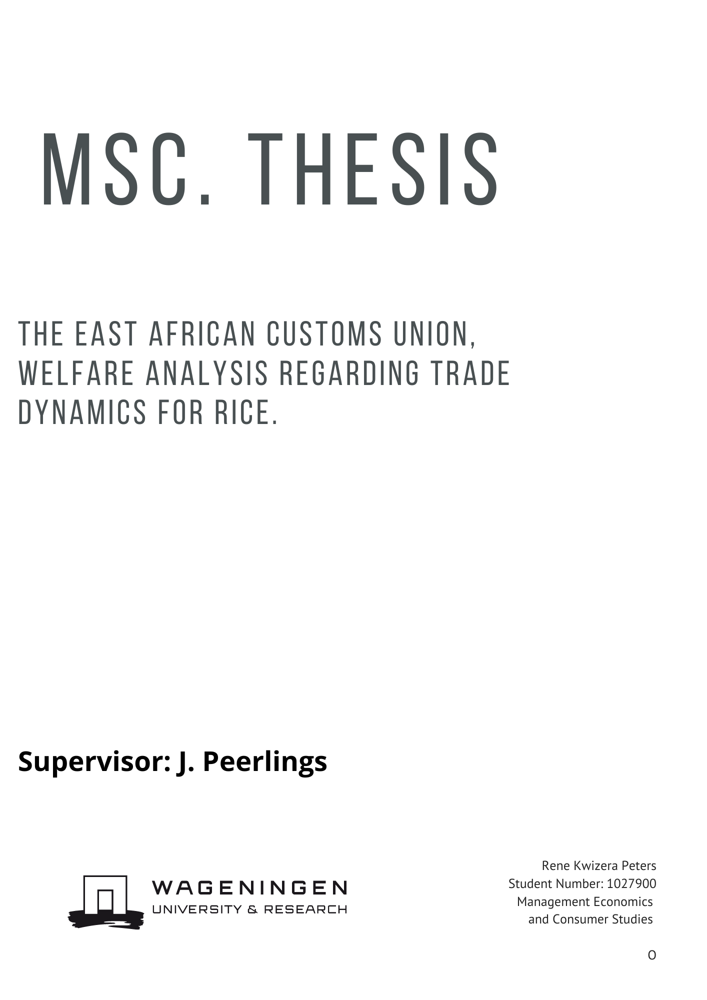 MSC. THESIS
THE EAST AFRICAN CUSTOMS UNION,
WELFARE ANALYSIS REGARDING TRADE
DYNAMICS FOR RICE.
Supervisor: J. Peerlings
WAGENINGEN
UNIVERSITY & RESEARCH
Rene Kwizera Peters
Student Number: 1027900
Management Economics
and Consumer Studies
0